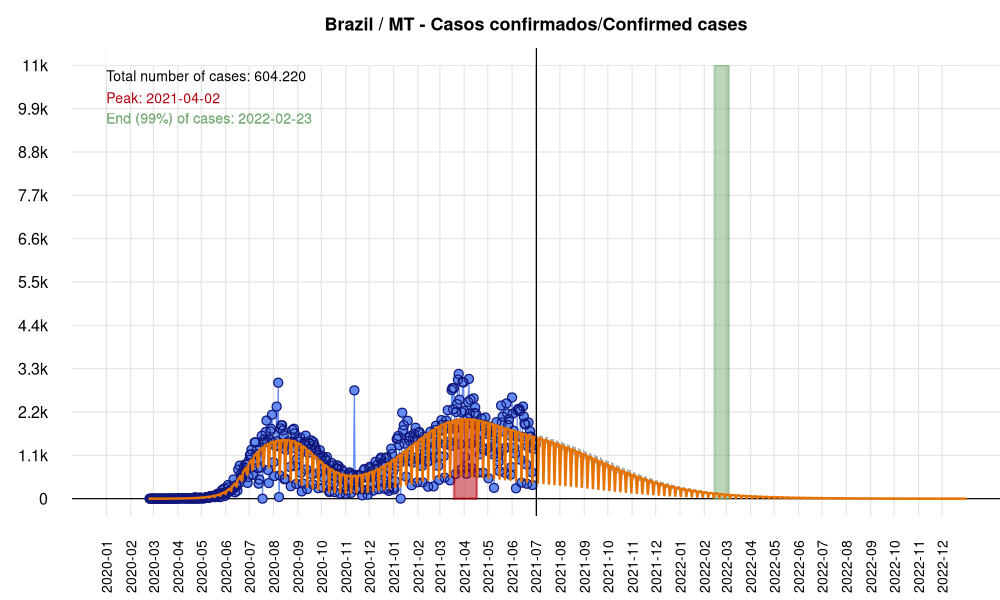 Brazil / MT - Casos confirmados/Confirmed cases
Total number of cases: 604.220
Peak: 2021-04-02
End (99%) of cases: 2022-02-23
11k
9.9k
8.8k
7.7k
6.6k
5.5k
4.4k
3.3k
2.2k
1.1k
0
2020-01
2020-02
2020-03
2020-04
2020-05
2020-06
2020-07
2020-08
2020-09
2020-10
2020-11
2020-12
2021-01
2021-02
2021-03
2021-04
2021-05
2021-06
2021-07
2021-08
2021-09
2021-10
2021-11
2021-12
2022-01
2022-02
2022-03
2022-04
2022-05
2022-06
2022-07
2022-08
2022-09
2022-10
2022-11
2022-12